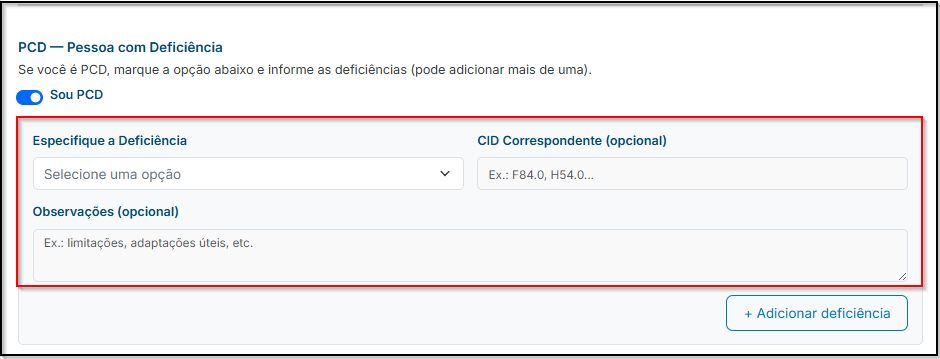 PCD — Pessoa com Deficiência
Se você é PCD, marque a opção abaixo e informe as deficiências (pode adicionar mais de uma).
Sou PCD
Especifique a Deficiência
CID Correspondente (opcional)
Selecione uma opção
Ex.: F84.0, H54.0...
Observações (opcional)
Ex.: limitações, adaptações úteis, etc.
+ Adicionar deficiência